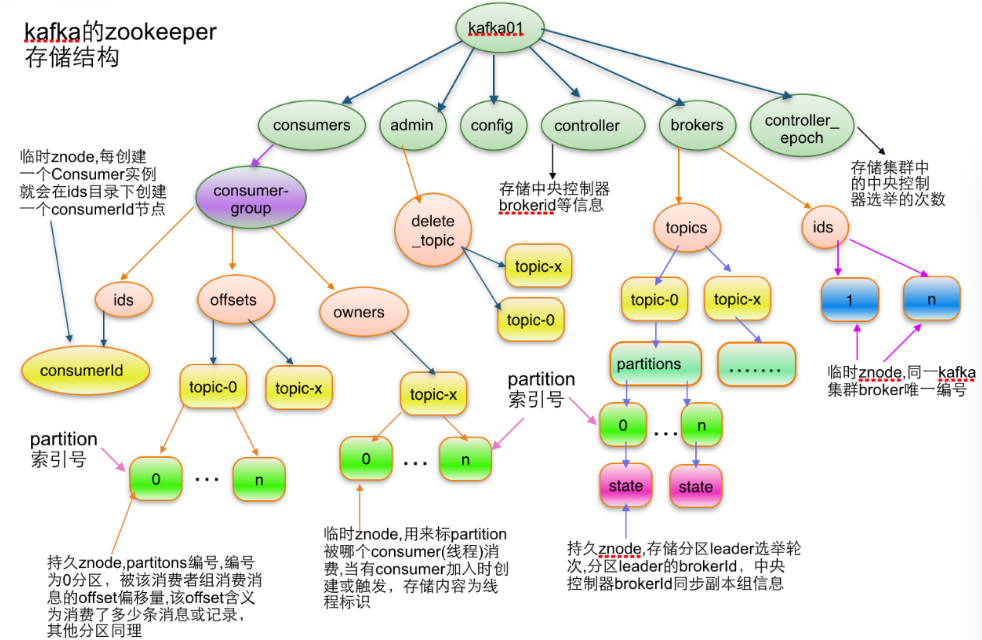 kafka的zookeeper
存储结构
kafka01
consumers
admin
config
controller
brokers
controller_
epoch
临时znode,每创建
一个Consumer实例
就会在ids目录下创建
一个consumerId节点
consumer-
group
存储中央控制器
brokerid等信息
存储集群中
的中央控制
器选举的次数
delete
_topic
topics
ids
topic-x
topic-0
ids
offsets
owners
topic-0
topic-x
1
n
consumerId
topic-0
topic-x
topic-x
partitions
.......
临时znode,同一kafka
集群broker唯一编号
partition
索引号
partition
索引号
0
...
n
0
...
n
0
...
n
state
state
持久znode,partitons编号,编号
为0分区，被该消费者组消费消
息的offset偏移量,该offset含义
为消费了多少条消息或记录，
其他分区同理
临时znode,用来标partition
被哪个consumer(线程)消
费,当有consumer加入时创
建或触发，存储内容为线
程标识
持久znode,存储分区leader选举轮
次,分区leader的brokerId，中央
控制器brokerId同步副本组信息